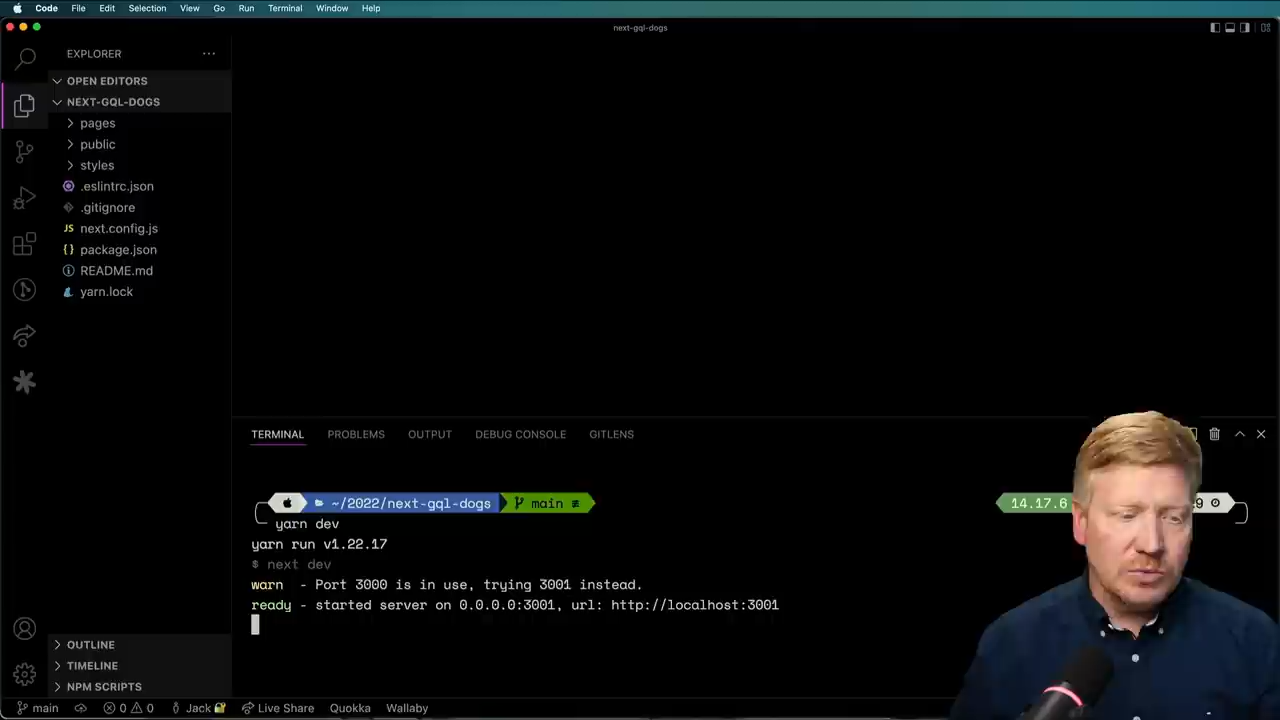 Code File Edit Selection View Go Run Terminal Window Help
next-gql-dogs
EXPLORER
OPEN EDITORS
NEXT-GQL-DOGS
pages
public
styles
.eslintrc.json
.gitignore
JS next.config.js
{ } package.json
README.md
yarn.lock
TERMINAL PROBLEMS OUTPUT DEBUG CONSOLE GITLENS
~/2022/next-gql-dogs main ≢ 14.17.6
yarn dev
yarn run v1.22.17
$ next dev
warn - Port 3000 is in use, trying 3001 instead.
ready - started server on 0.0.0.0:3001, url: http://localhost:3001
OUTLINE
TIMELINE
NPM SCRIPTS
main 0 0 Jack Live Share Quokka Wallaby